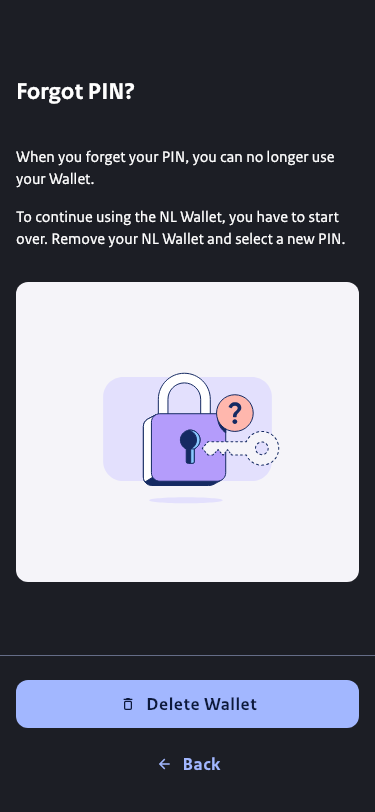 Forgot PIN?
When you forget your PIN, you can no longer use
your Wallet.
To continue using the NL Wallet, you have to start
over. Remove your NL Wallet and select a new PIN.
?
Delete Wallet
Back